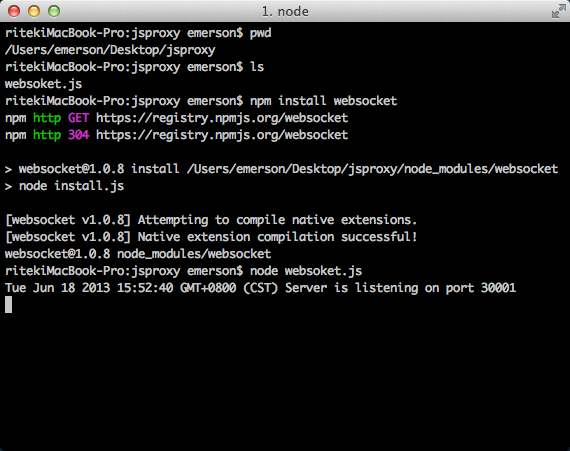 1. node
ritekiMacBook-Pro:jsproxy emerson$ pwd
/Users/emerson/Desktop/jsproxy
ritekiMacBook-Pro:jsproxy emerson$ ls
websoket.js
ritekiMacBook-Pro:jsproxy emerson$ npm install websocket
npm http GET https://registry.npmjs.org/websocket
npm http 304 https://registry.npmjs.org/websocket
> websocket@1.0.8 install /Users/emerson/Desktop/jsproxy/node_modules/websocket
> node install.js
[websocket v1.0.8] Attempting to compile native extensions.
[websocket v1.0.8] Native extension compilation successful!
websocket@1.0.8 node_modules/websocket
ritekiMacBook-Pro:jsproxy emerson$ node websoket.js
Tue Jun 18 2013 15:52:40 GMT+0800 (CST) Server is listening on port 30001